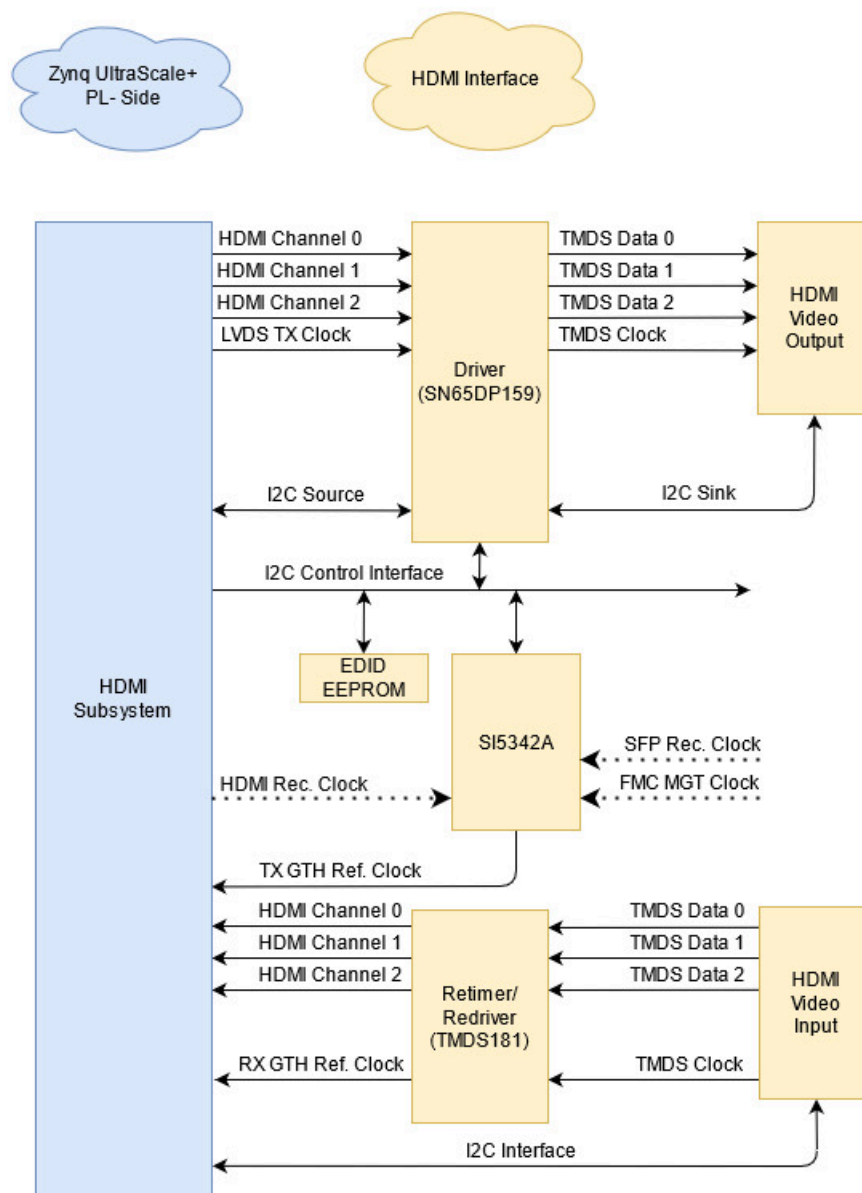 Zynq UltraScale+
PL- Side
HDMI Interface
HDMI Channel 0
HDMI Channel 1
HDMI Channel 2
LVDS TX Clock
Driver
(SN65DP159)
TMDS Data 0
TMDS Data 1
TMDS Data 2
TMDS Clock
HDMI
Video
Output
I2C Source
I2C Sink
I2C Control Interface
EDID
EEPROM
HDMI
Subsystem
SI5342A
SFP Rec. Clock
FMC MGT Clock
HDMI Rec. Clock
TX GTH Ref. Clock
HDMI Channel 0
HDMI Channel 1
HDMI Channel 2
RX GTH Ref. Clock
Retimer/
Redriver
(TMDS181)
TMDS Data 0
TMDS Data 1
TMDS Data 2
TMDS Clock
HDMI
Video
Input
I2C Interface